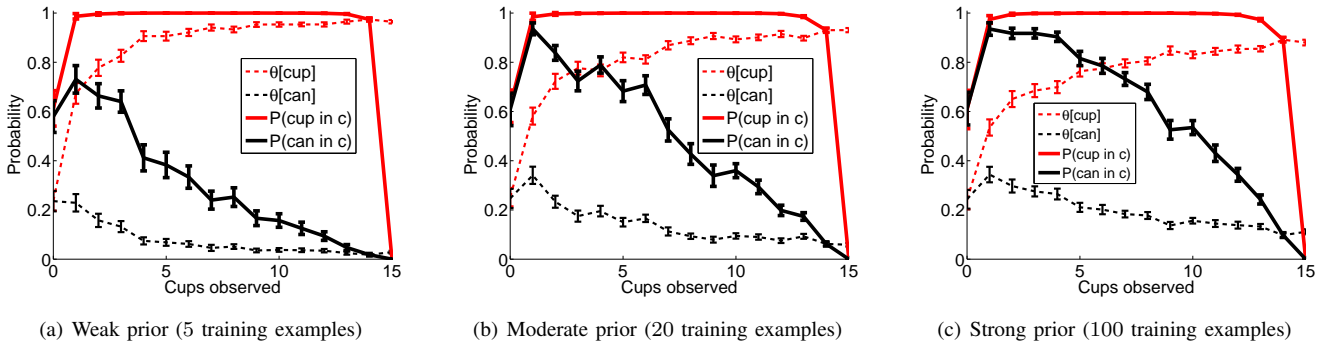 1
0.8
0.6
0.4
0.2
0
Probability
0 5 10 15
Cups observed
θ[cup]
θ[can]
P(cup in c)
P(can in c)
(a) Weak prior (5 training examples)
1
0.8
0.6
0.4
0.2
0
Probability
0 5 10 15
Cups observed
θ[cup]
θ[can]
P(cup in c)
P(can in c)
(b) Moderate prior (20 training examples)
1
0.8
0.6
0.4
0.2
0
Probability
0 5 10 15
Cups observed
θ[cup]
θ[can]
P(cup in c)
P(can in c)
(c) Strong prior (100 training examples)